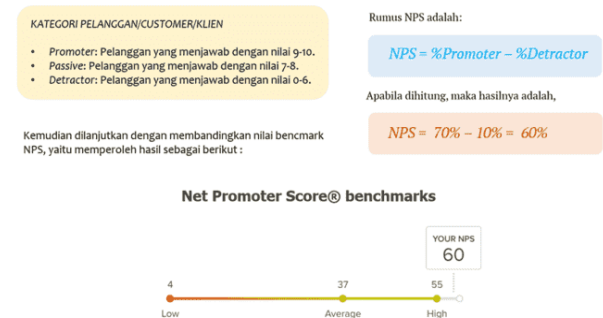 KATEGORI PELANGGAN/CUSTOMER/KLIEN
• Promoter: Pelanggan yang menjawab dengan nilai 9-10.
• Passive: Pelanggan yang menjawab dengan nilai 7-8.
• Detractor: Pelanggan yang menjawab dengan nilai 0-6.
Rumus NPS adalah:
NPS = %Promoter – %Detractor
Apabila dihitung, maka hasilnya adalah,
NPS = 70% – 10% = 60%
Kemudian dilanjutkan dengan membandingkan nilai bencmark
NPS, yaitu memperoleh hasil sebagai berikut :
Net Promoter Score® benchmarks
YOUR NPS
60
4 37 55
Low Average High